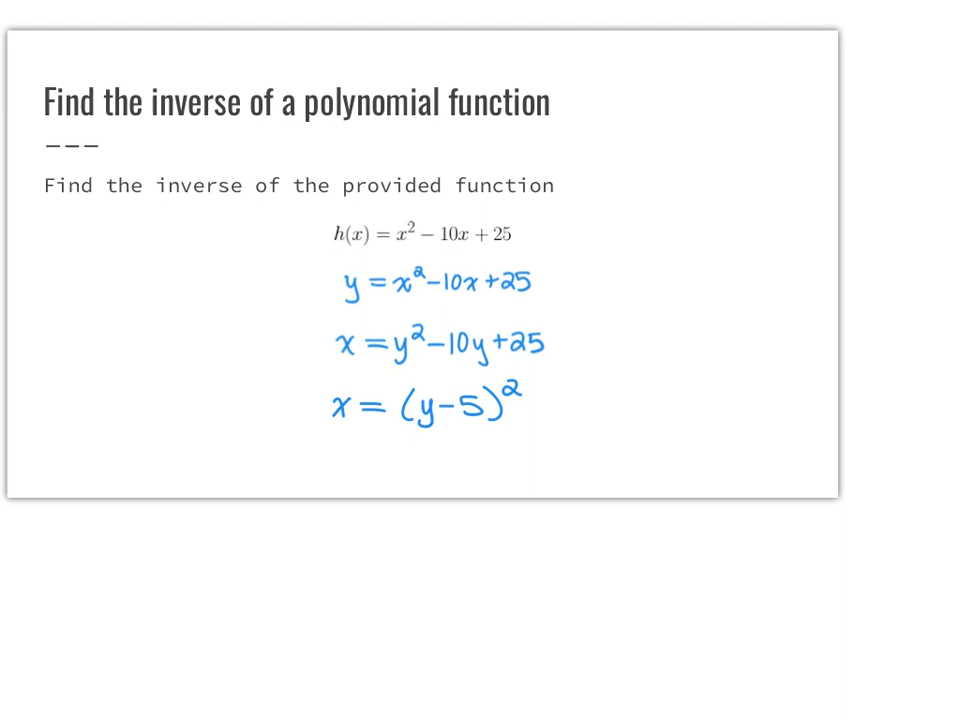 Find the inverse of a polynomial function
———
Find the inverse of the provided function
h(x) = x² − 10x + 25
y = x² − 10x + 25
x = y² − 10y + 25
x = (y − 5)²